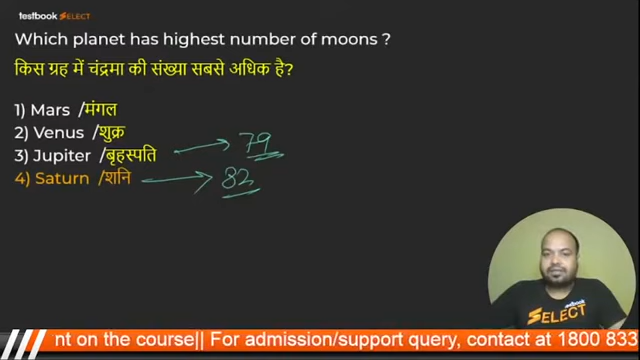 testbook SELECT
Which planet has highest number of moons ?
किस ग्रह में चंद्रमा की संख्या सबसे अधिक है?
1) Mars /मंगल
2) Venus /शुक्र
3) Jupiter /बृहस्पति 79
4) Saturn /शनि 82
testbook
SELECT
nt on the course|| For admission/support query, contact at 1800 833